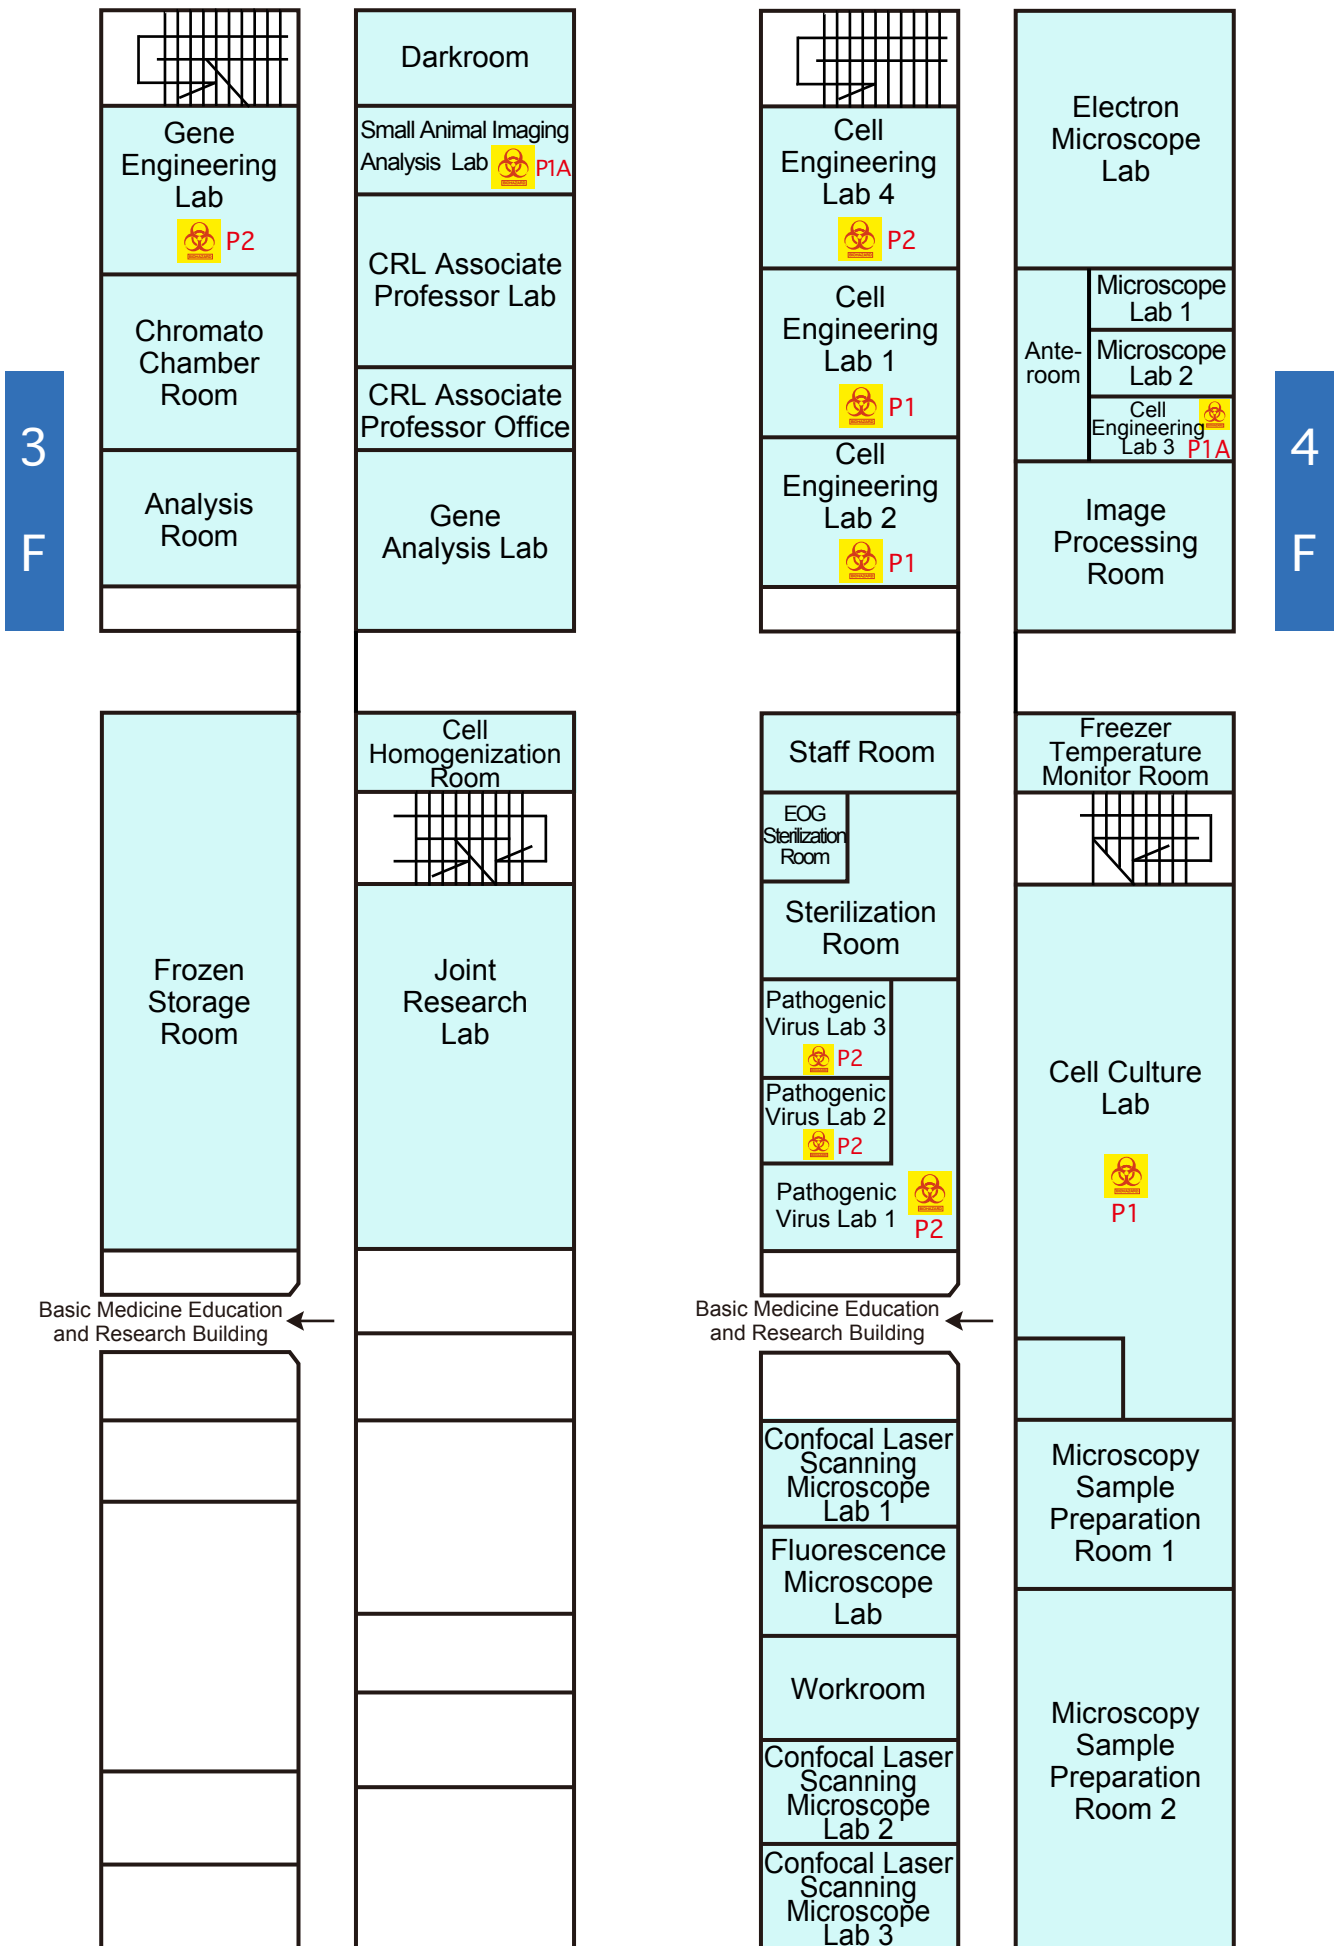 3
F
Gene
Engineering
Lab
P2
Chromato
Chamber
Room
Analysis
Room
Frozen
Storage
Room
Basic Medicine Education
and Research Building
Darkroom
Small Animal Imaging
Analysis Lab
P1A
CRL Associate
Professor Lab
CRL Associate
Professor Office
Gene
Analysis Lab
Cell
Homogenization
Room
Joint
Research
Lab
Cell
Engineering
Lab 4
P2
Cell
Engineering
Lab 1
P1
Cell
Engineering
Lab 2
P1
Staff Room
EOG
Sterilization
Room
Sterilization
Room
Pathogenic
Virus Lab 3
P2
Pathogenic
Virus Lab 2
P2
Pathogenic
Virus Lab 1
P2
Basic Medicine Education
and Research Building
Confocal Laser
Scanning
Microscope
Lab 1
Fluorescence
Microscope
Lab
Workroom
Confocal Laser
Scanning
Microscope
Lab 2
Confocal Laser
Scanning
Microscope
Lab 3
Electron
Microscope
Lab
Ante-
room
Microscope
Lab 1
Microscope
Lab 2
Cell
Engineering
Lab 3
P1A
Image
Processing
Room
Freezer
Temperature
Monitor Room
Cell Culture
Lab
P1
Microscopy
Sample
Preparation
Room 1
Microscopy
Sample
Preparation
Room 2
4
F